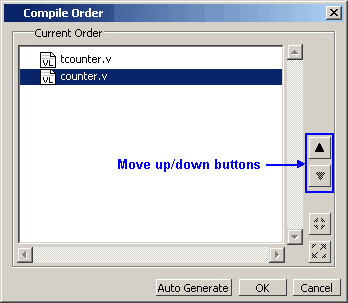 Compile Order
Current Order
VL tcounter.v
VL counter.v
Move up/down buttons
Auto Generate OK Cancel